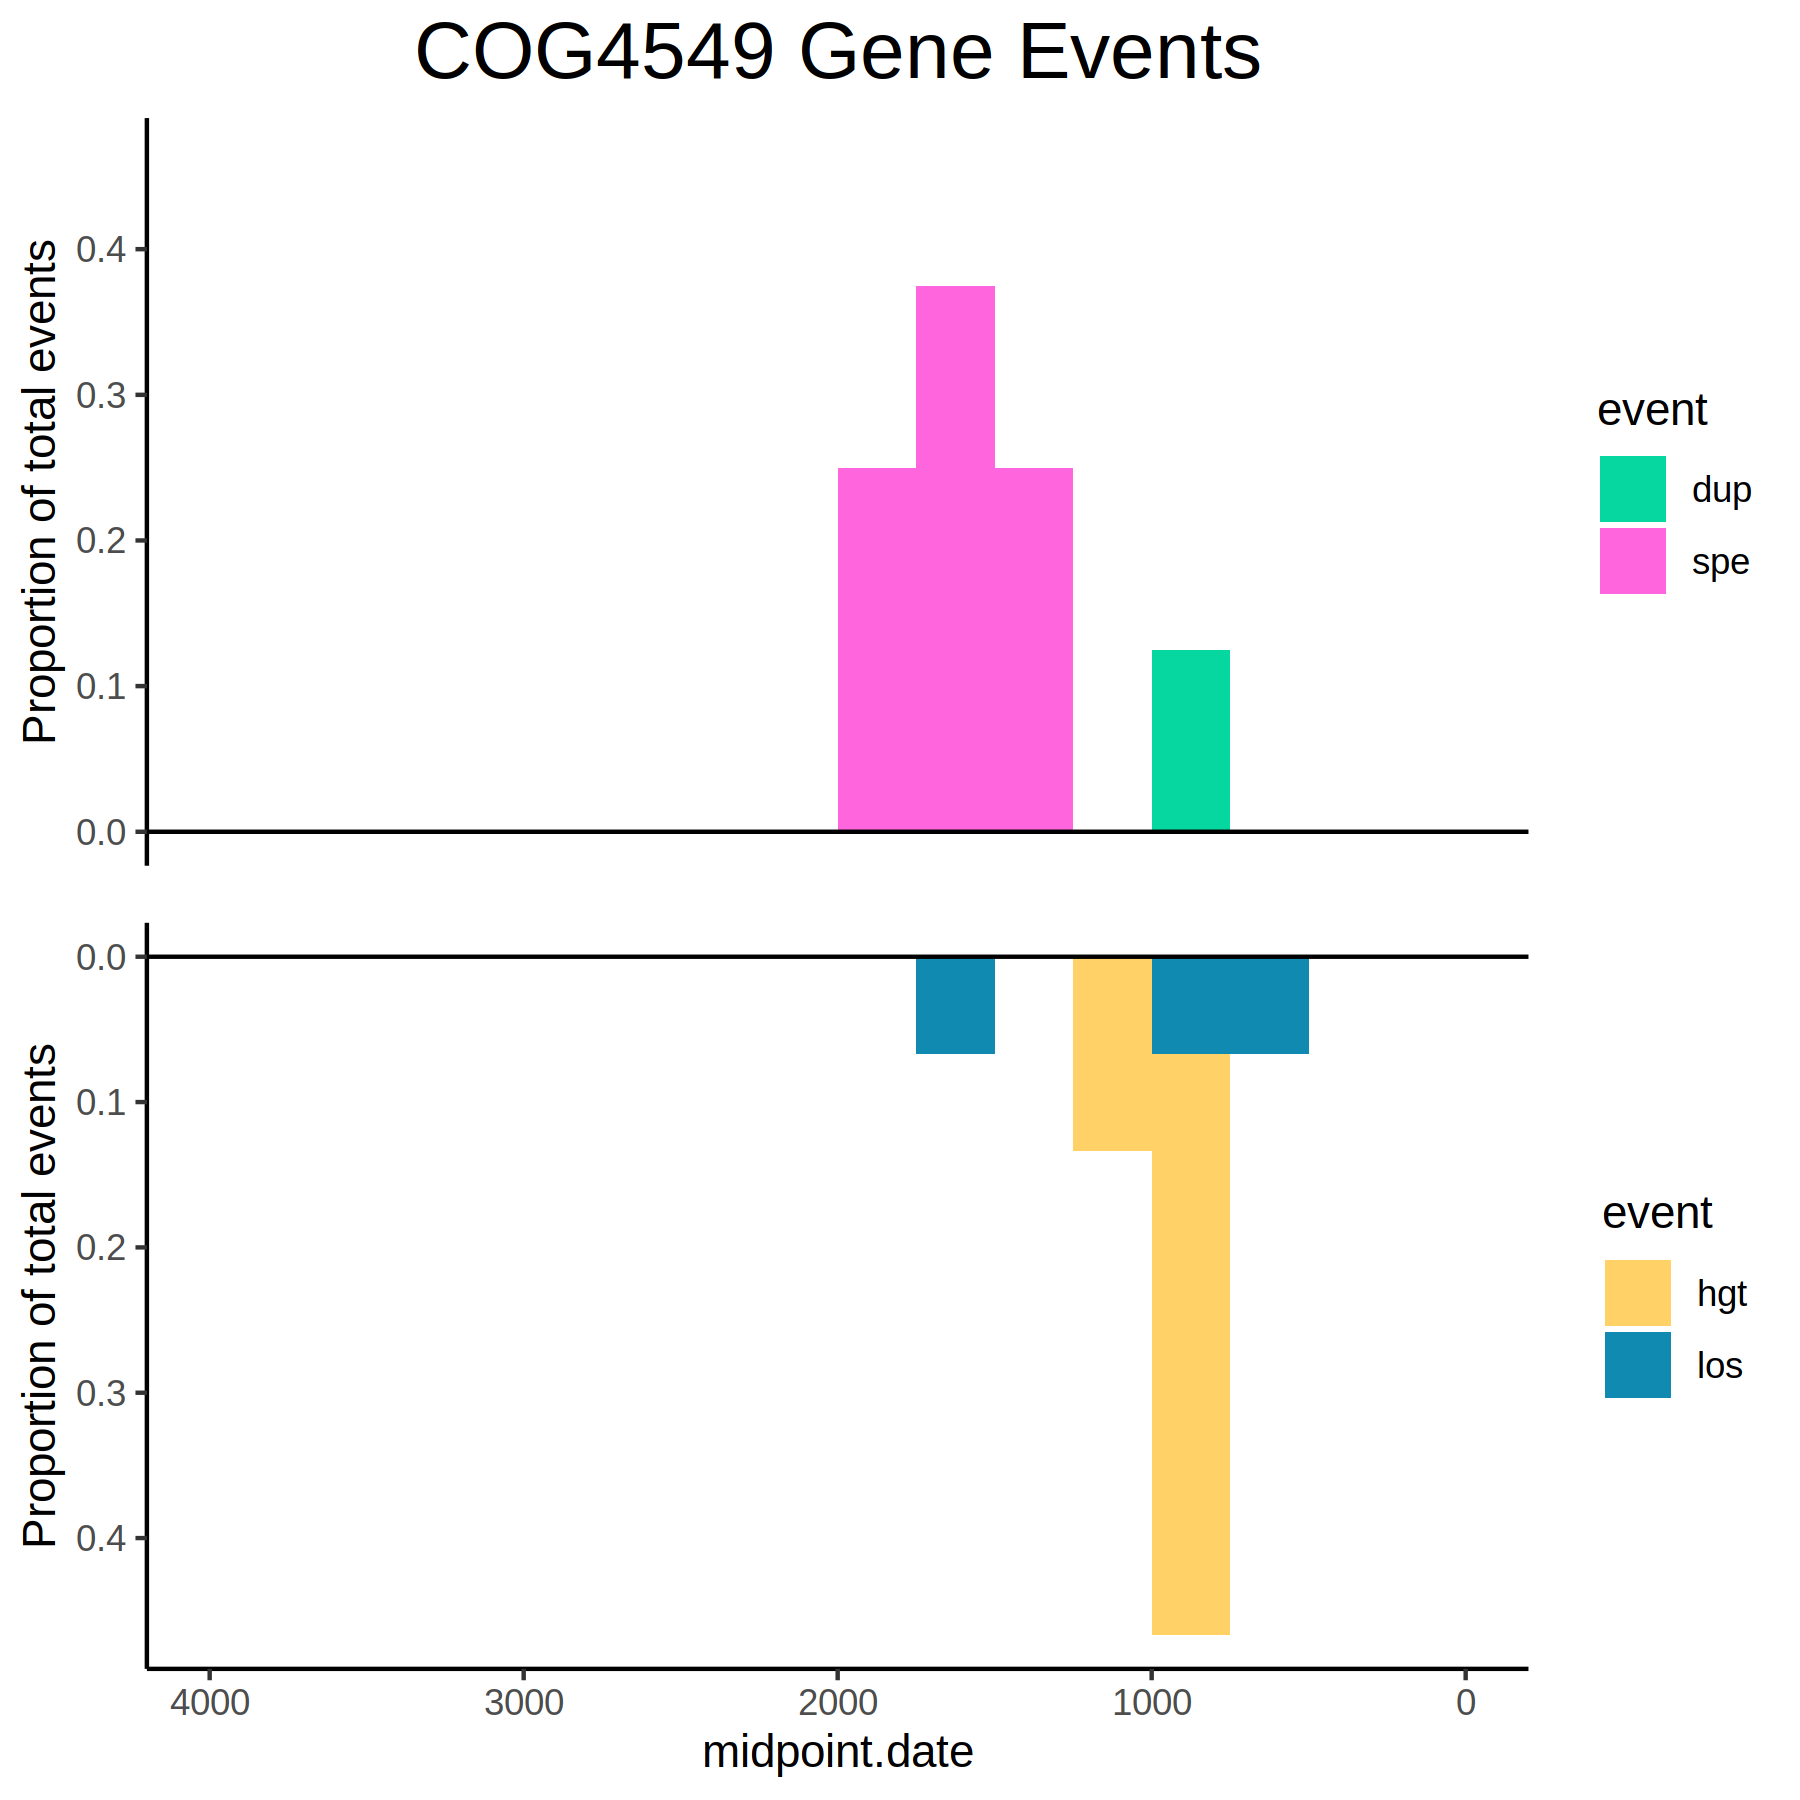 COG4549 Gene Events
Proportion of total events
0.4
0.3
0.2
0.1
0.0
event
dup
spe
Proportion of total events
0.0
0.1
0.2
0.3
0.4
event
hgt
los
4000 3000 2000 1000 0
midpoint.date